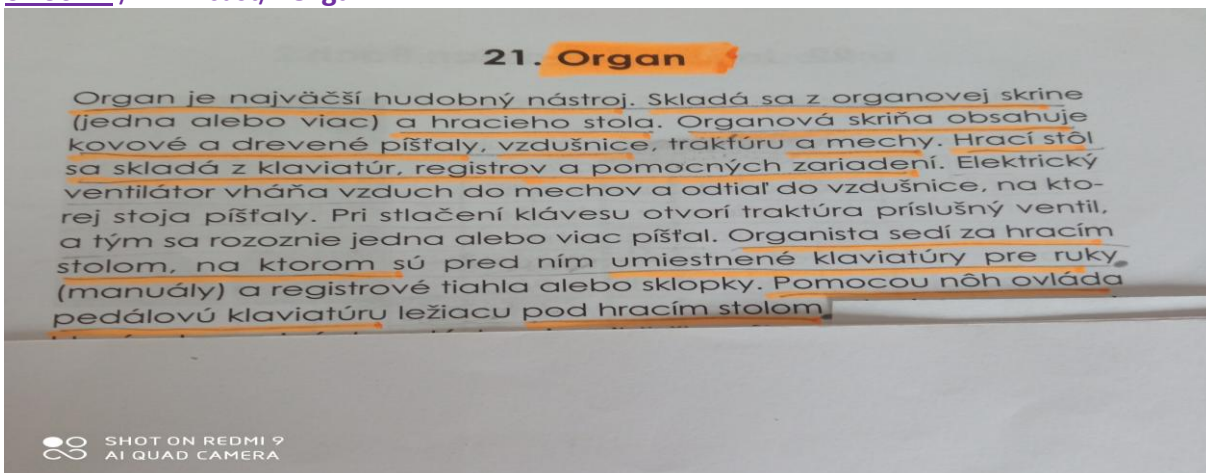 21. Organ
Organ je najväčší hudobný nástroj. Skladá sa z organovej skrine
(jedna alebo viac) a hracieho stola. Organová skriňa obsahuje
kovové a drevené píšťaly, vzdušnice, traktúru a mechy. Hrací stôl
sa skladá z klaviatúr, registrov a pomocných zariadení. Elektrický
ventilátor vháňa vzduch do mechov a odtiaľ do vzdušnice, na kto-
rej stoja píšťaly. Pri stlačení klávesu otvorí traktúra príslušný ventil,
a tým sa rozoznie jedna alebo viac píšťal. Organista sedí za hracím
stolom, na ktorom sú pred ním umiestnené klaviatúry pre ruky
(manuály) a registrové tiahla alebo sklopky. Pomocou nôh ovláda
pedálovú klaviatúru ležiacu pod hracím stolom
SHOT ON REDMI 9
AI QUAD CAMERA